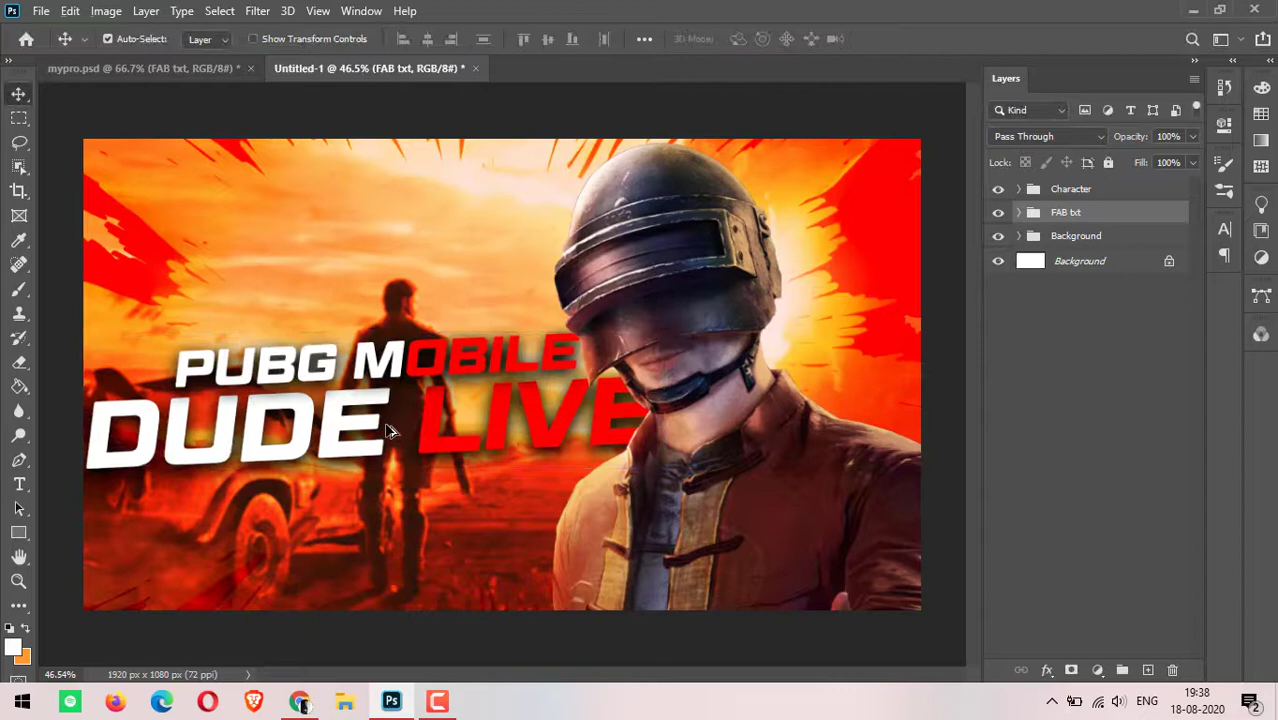 Ps File Edit Image Layer Type Select Filter 3D View Window Help
Auto-Select: Layer Show Transform Controls
mypro.psd @ 66.7% (FAB txt, RGB/8#) *
Untitled-1 @ 46.5% (FAB txt, RGB/8#) *
Layers
Kind
Pass Through Opacity: 100%
Lock: Fill: 100%
Character
FAB txt
Background
Background
PUBG MOBILE
DUDE LIVE
46.54% 1920 px x 1080 px (72 ppi)
Ps
ENG
19:38
18-08-2020
2